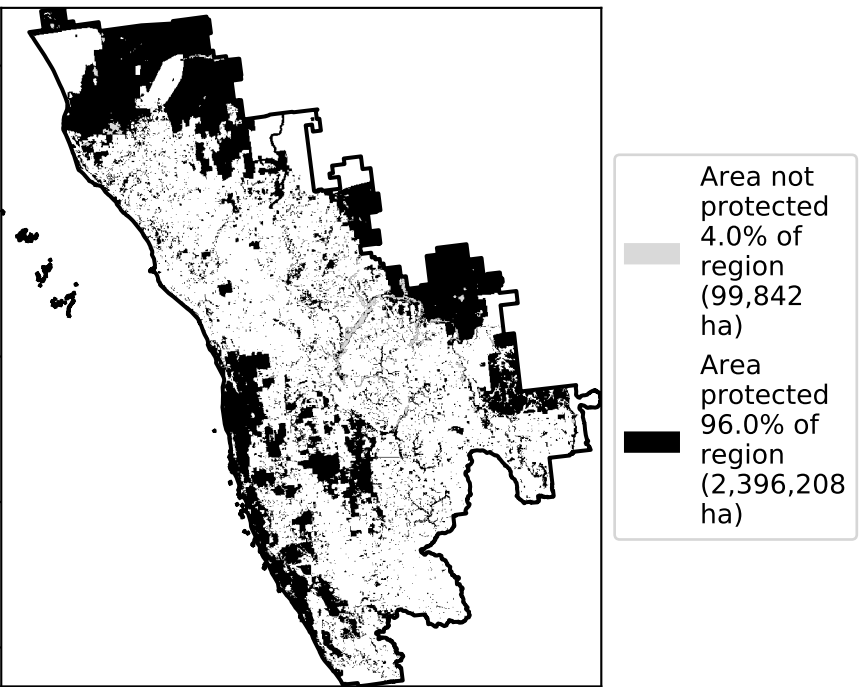 Area not
protected
4.0% of
region
(99,842
ha)
Area
protected
96.0% of
region
(2,396,208
ha)